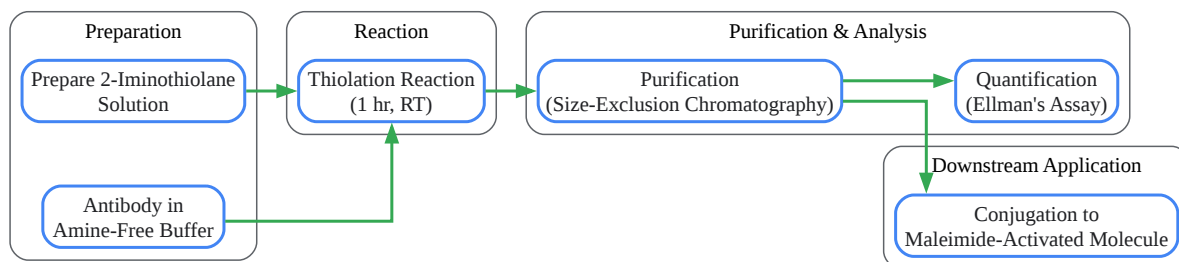 Preparation
Prepare 2-Iminothiolane
Solution
Antibody in
Amine-Free Buffer
Reaction
Thiolation Reaction
(1 hr, RT)
Purification & Analysis
Purification
(Size-Exclusion Chromatography)
Quantification
(Ellman's Assay)
Downstream Application
Conjugation to
Maleimide-Activated Molecule